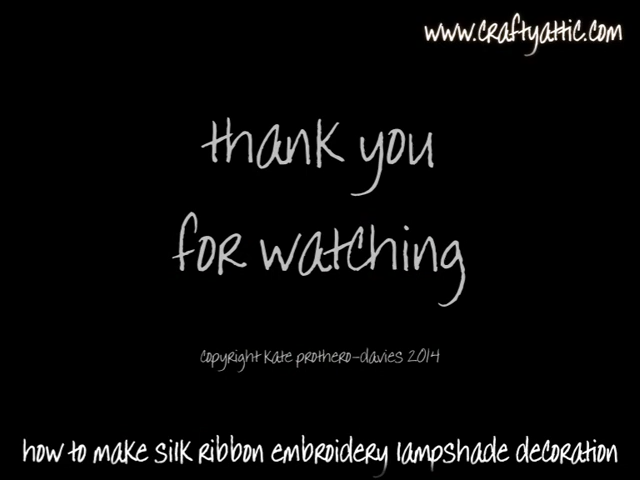 www.craftyattic.com
thank you
for watching
copyright kate prothero-davies 2014
how to make silk ribbon embroidery lampshade decoration